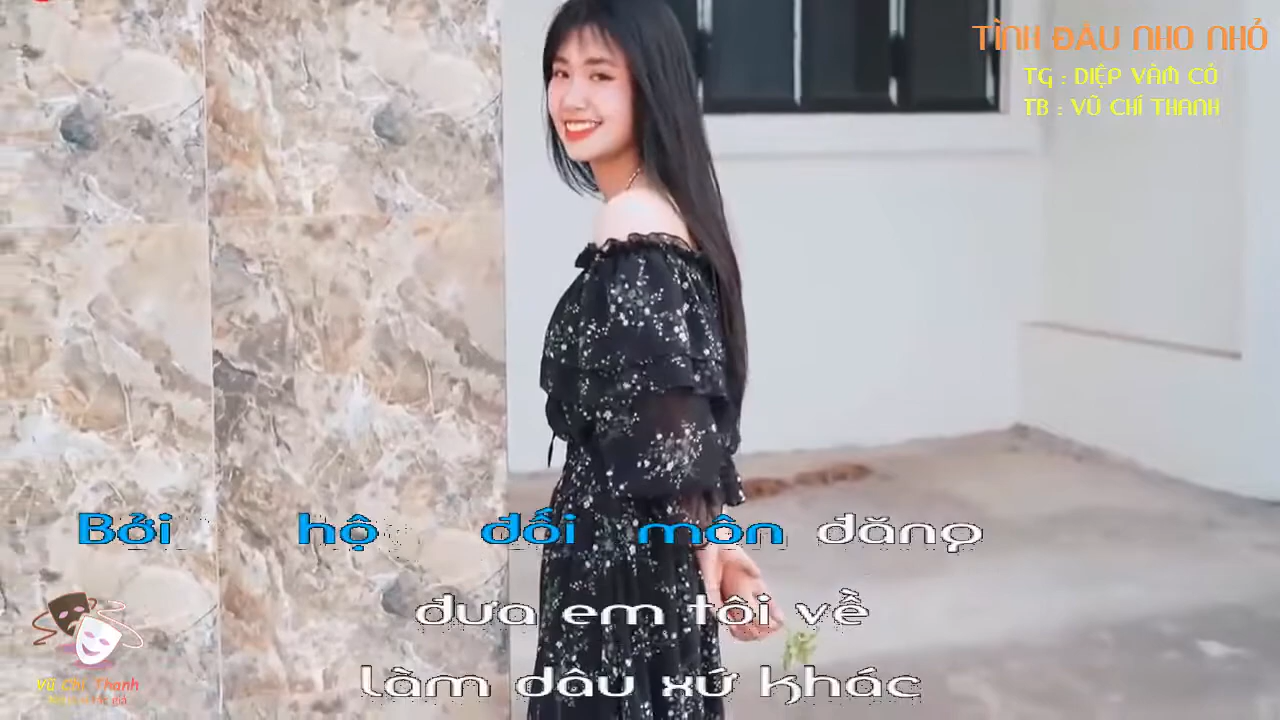 TÌNH ĐẦU NHO NHỎ
TG : DIỆP VÀM CỎ
TB : VŨ CHÍ THANH
Bởi hộ đối môn đăng
đưa em tôi về
làm dâu xứ khác
Vũ Chí Thanh